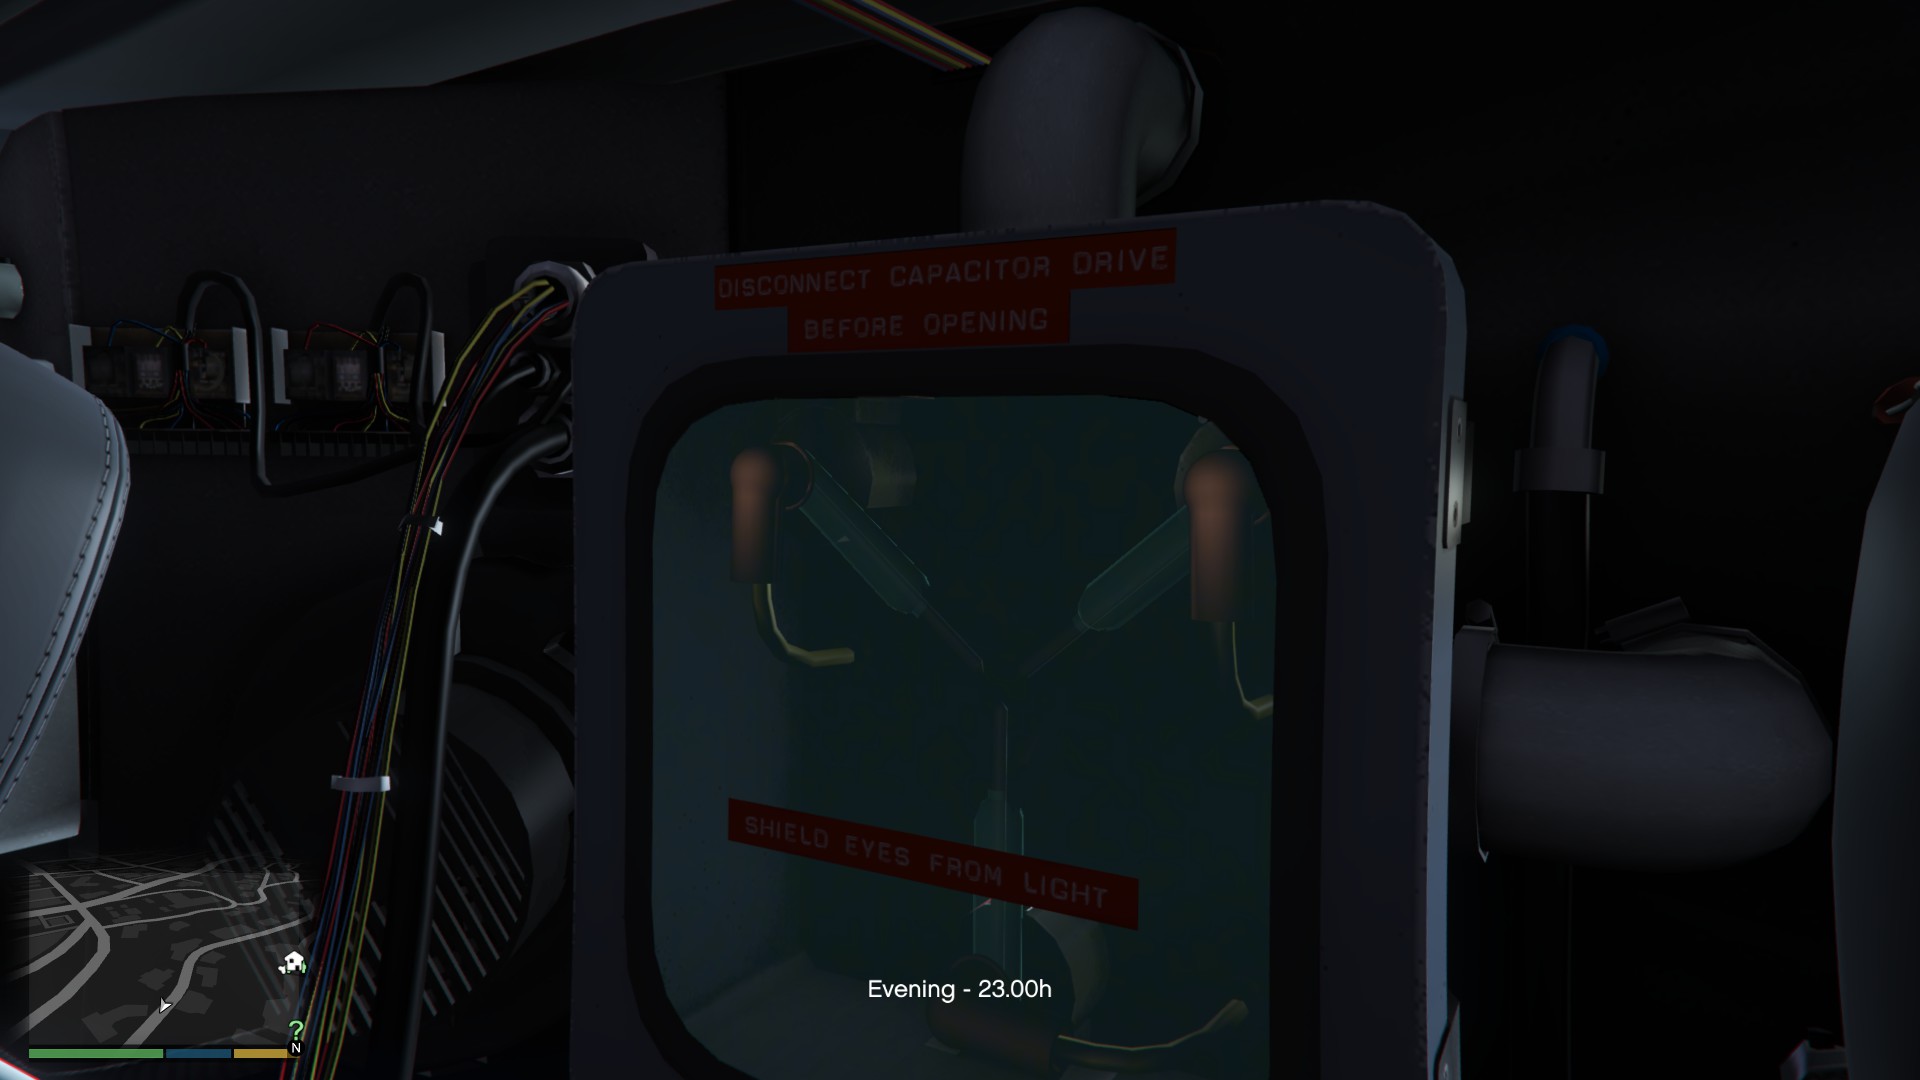 DISCONNECT CAPACITOR DRIVE
BEFORE OPENING
SHIELD EYES FROM LIGHT
Evening - 23.00h
?
N